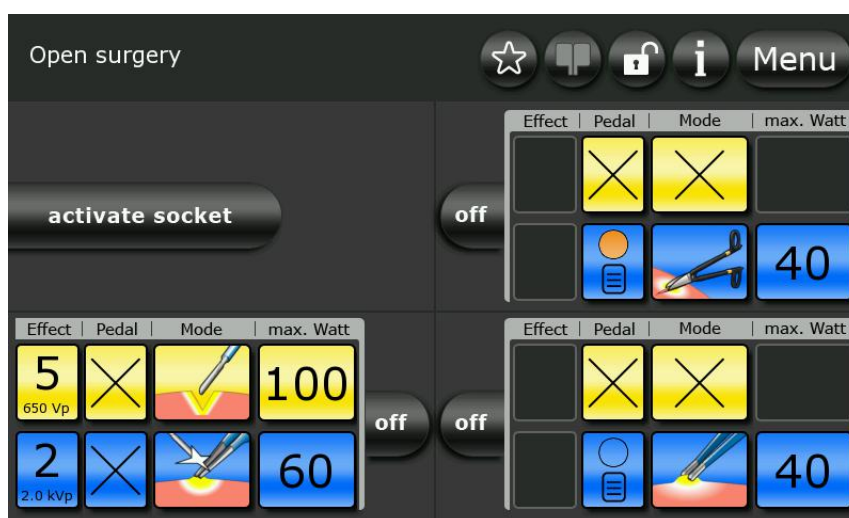 Open surgery
i Menu
Effect | Pedal | Mode | max. Watt
activate socket
off
40
Effect | Pedal | Mode | max. Watt
5
650 Vp
100
off
2
2.0 kVp
60
off
Effect | Pedal | Mode | max. Watt
40